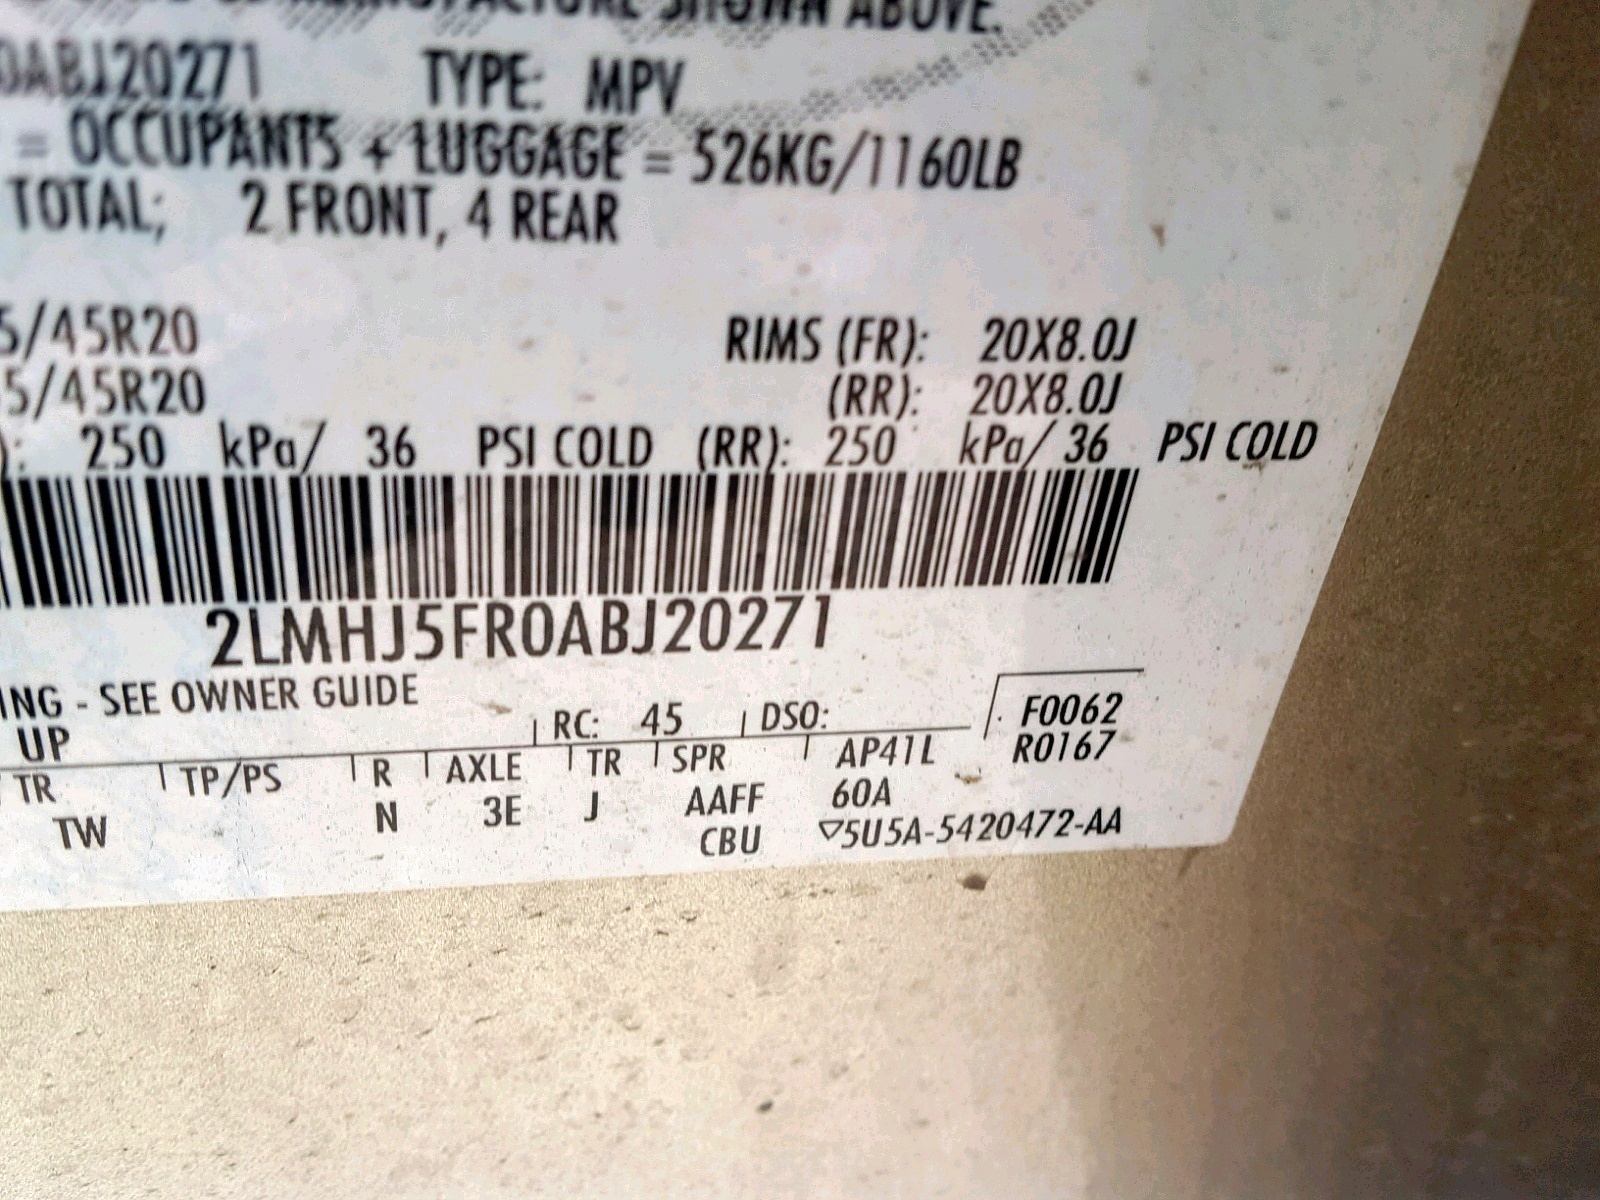 MANUFACTURE SHOWN ABOVE.
0ABJ20271 TYPE: MPV
= OCCUPANTS + LUGGAGE = 526KG/1160LB
TOTAL; 2 FRONT, 4 REAR
5/45R20 RIMS (FR): 20X8.0J
5/45R20 (RR): 20X8.0J
): 250 kPa/ 36 PSI COLD (RR): 250 kPa/ 36 PSI COLD
2LMHJ5FR0ABJ20271
ING - SEE OWNER GUIDE
UP RC: 45 DSO: F0062
TR TP/PS R AXLE TR SPR AP41L R0167
TW N 3E J AAFF 60A
CBU ▽5U5A-5420472-AA